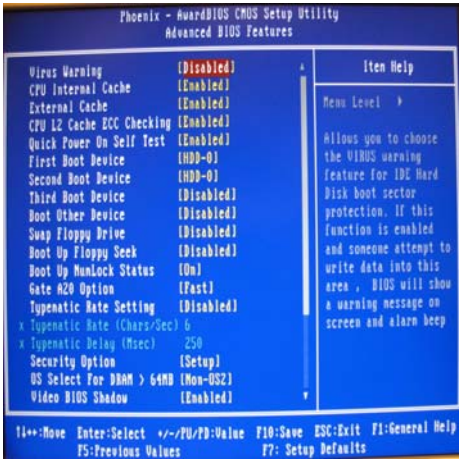 Phoenix - AwardBIOS CMOS Setup Utility
Advanced BIOS Features
Virus Warning [Disabled]
CPU Internal Cache [Enabled]
External Cache [Enabled]
CPU L2 Cache ECC Checking [Enabled]
Quick Power On Self Test [Enabled]
First Boot Device [HDD-0]
Second Boot Device [HDD-0]
Third Boot Device [Disabled]
Boot Other Device [Disabled]
Swap Floppy Drive [Disabled]
Boot Up Floppy Seek [Disabled]
Boot Up NumLock Status [On]
Gate A20 Option [Fast]
Typematic Rate Setting [Disabled]
x Typematic Rate (Chars/Sec) 6
x Typematic Delay (Msec) 250
Security Option [Setup]
OS Select For DRAM > 64MB [Non-OS2]
Video BIOS Shadow [Enabled]
Item Help
Menu Level
Allows you to choose
the VIRUS warning
feature for IDE Hard
Disk boot sector
protection. If this
function is enabled
and someone attempt to
write data into this
area , BIOS will show
a warning message on
screen and alarm beep
↑↓→←:Move Enter:Select +/-/PU/PD:Value F10:Save ESC:Exit F1:General Help
F5:Previous Values F7: Setup Defaults